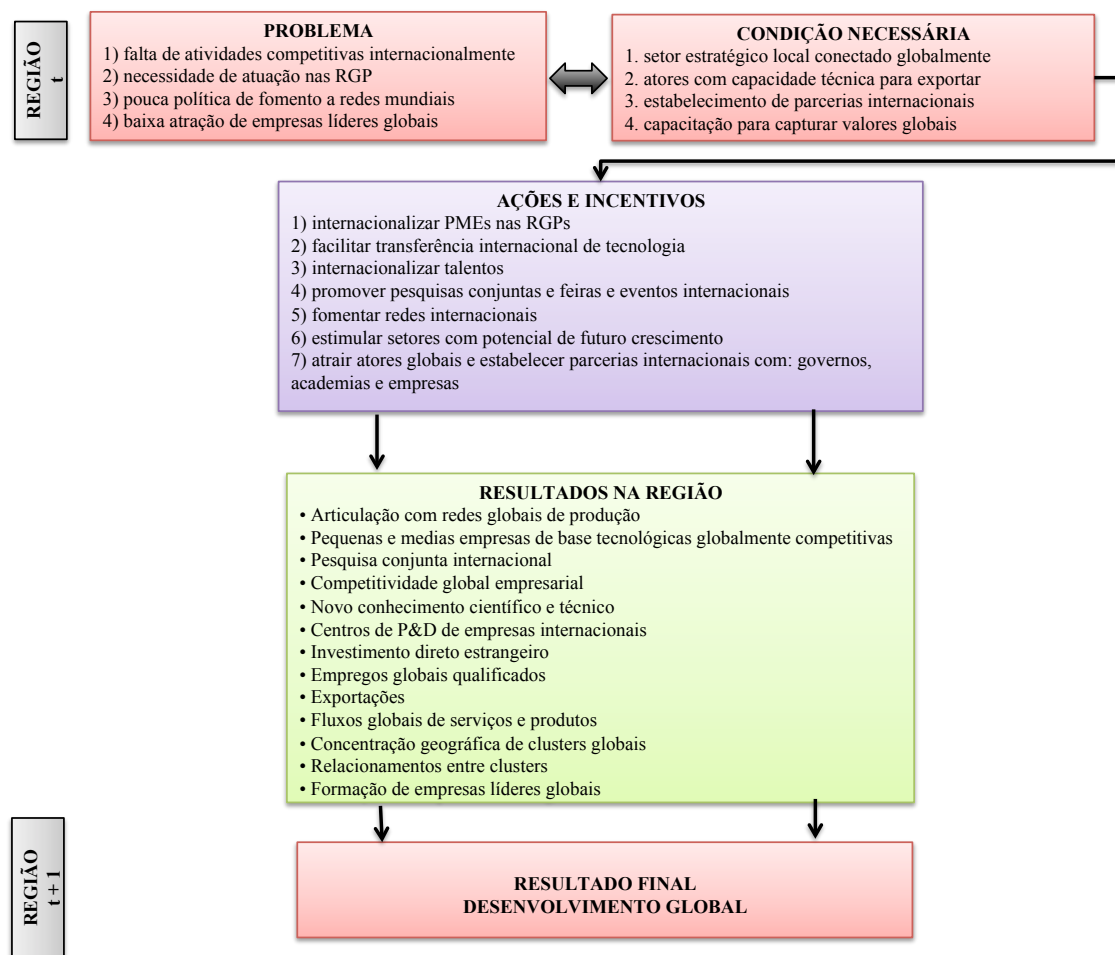 REGIÃO
t
PROBLEMA
1) falta de atividades competitivas internacionalmente
2) necessidade de atuação nas RGP
3) pouca política de fomento a redes mundiais
4) baixa atração de empresas líderes globais
CONDIÇÃO NECESSÁRIA
1. setor estratégico local conectado globalmente
2. atores com capacidade técnica para exportar
3. estabelecimento de parcerias internacionais
4. capacitação para capturar valores globais
AÇÕES E INCENTIVOS
1) internacionalizar PMEs nas RGPs
2) facilitar transferência internacional de tecnologia
3) internacionalizar talentos
4) promover pesquisas conjuntas e feiras e eventos internacionais
5) fomentar redes internacionais
6) estimular setores com potencial de futuro crescimento
7) atrair atores globais e estabelecer parcerias internacionais com: governos,
academias e empresas
RESULTADOS NA REGIÃO
• Articulação com redes globais de produção
• Pequenas e medias empresas de base tecnológicas globalmente competitivas
• Pesquisa conjunta internacional
• Competitividade global empresarial
• Novo conhecimento científico e técnico
• Centros de P&D de empresas internacionais
• Investimento direto estrangeiro
• Empregos globais qualificados
• Exportações
• Fluxos globais de serviços e produtos
• Concentração geográfica de clusters globais
• Relacionamentos entre clusters
• Formação de empresas líderes globais
REGIÃO
t + 1
RESULTADO FINAL
DESENVOLVIMENTO GLOBAL